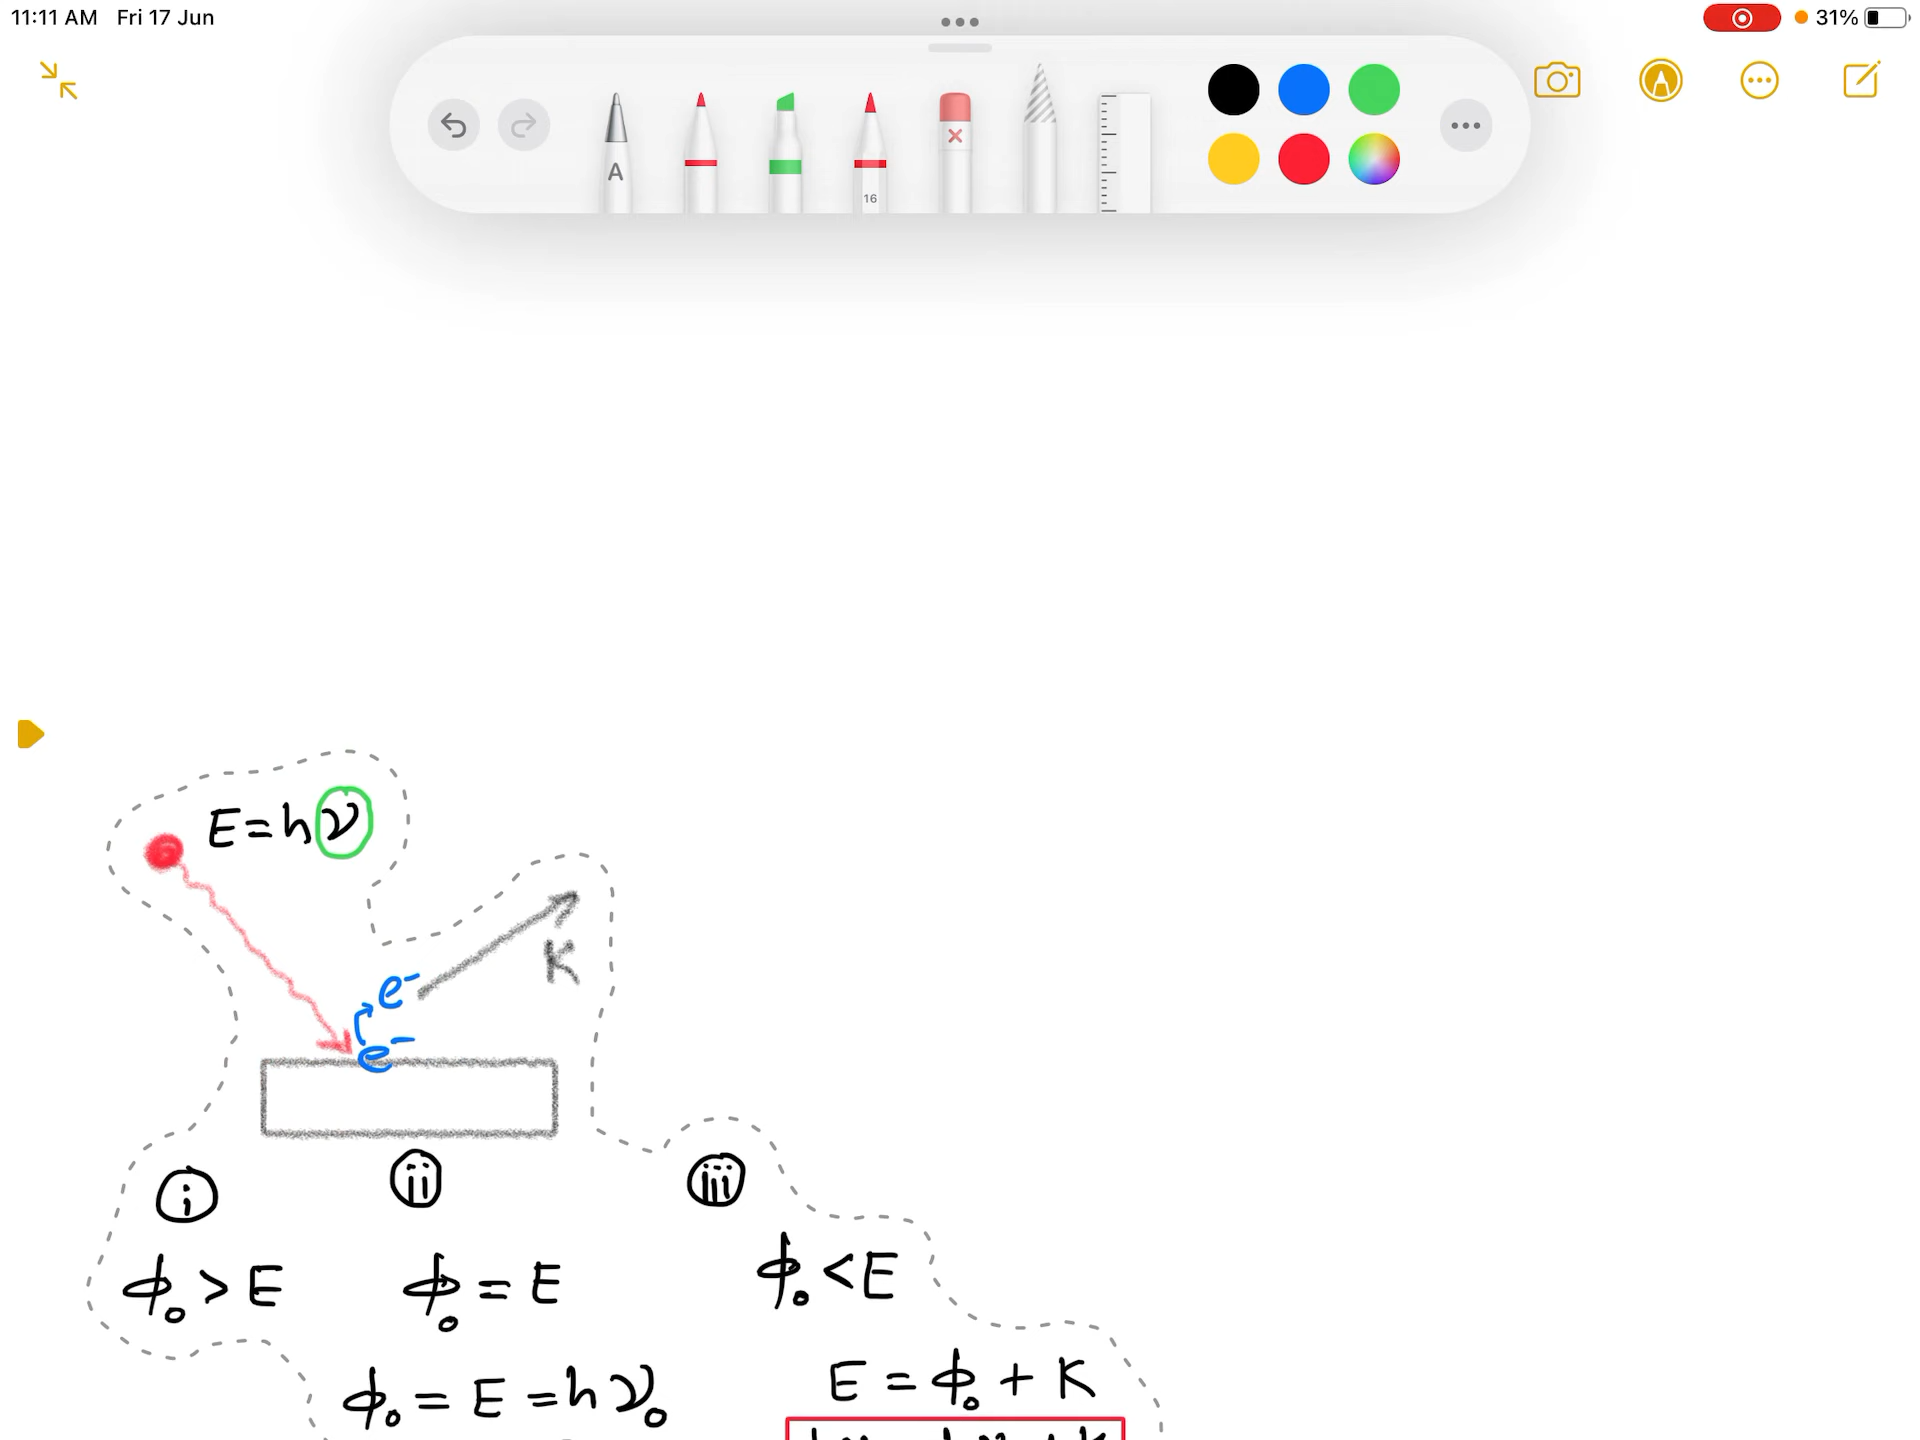 11:11 AM Fri 17 Jun
31%
A
16
E=hν
K
e⁻
e⁻
i
ii
iii
ϕ₀ > E
ϕ₀ = E
ϕ₀ < E
ϕ₀ = E = hν₀
E = ϕ₀ + K